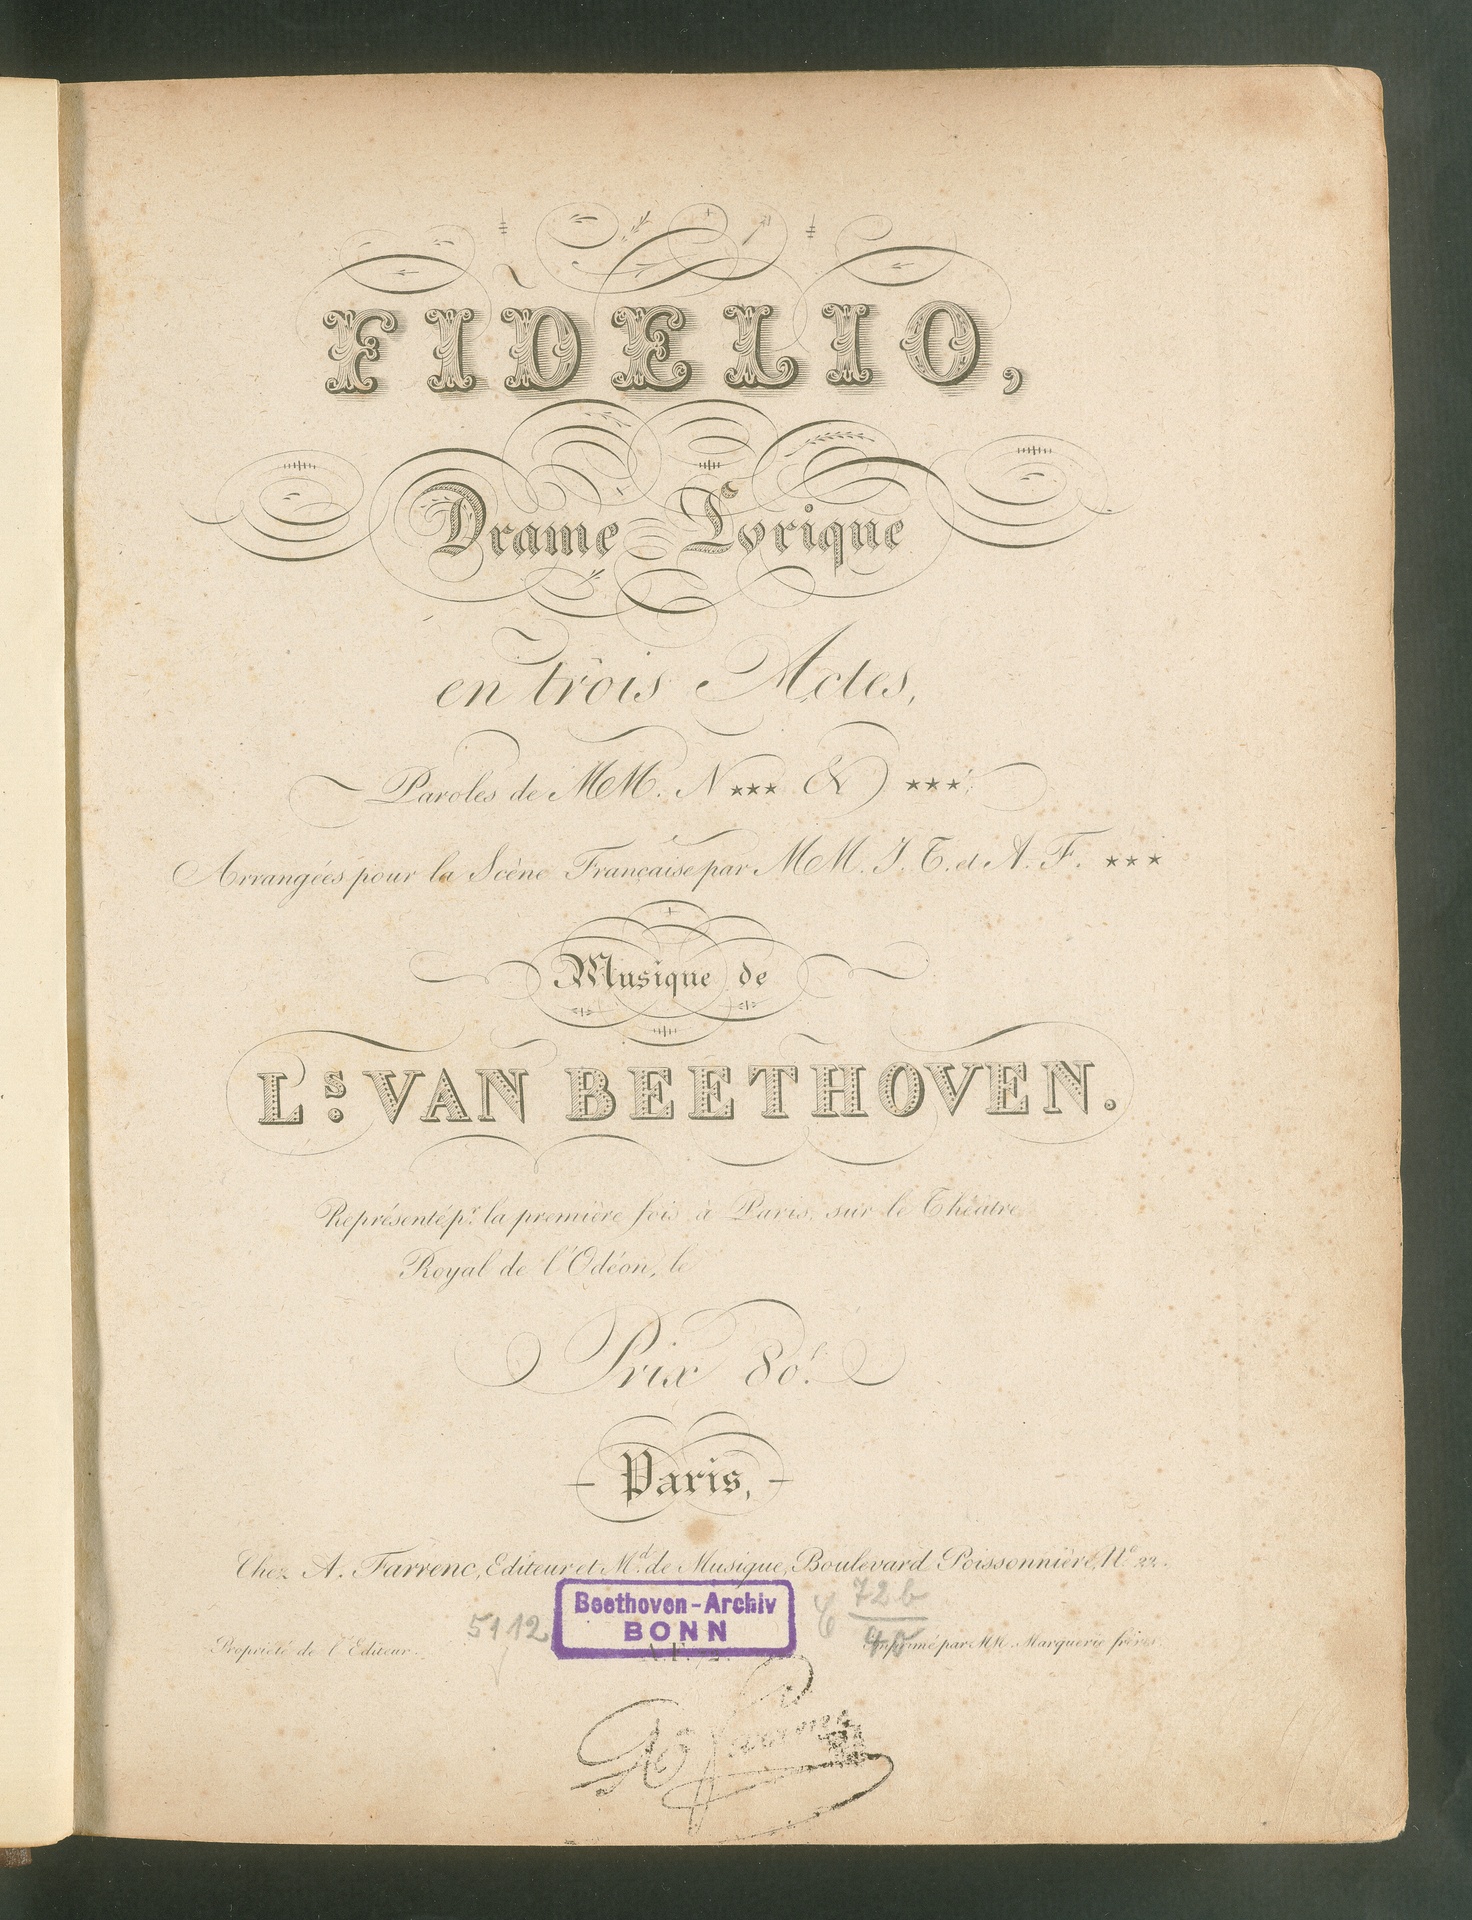 FIDELIO,
Drame Lyrique
en trois Actes,
Paroles de MM. N*** & ***
Arrangées pour la Scène Française par MM. J. T. et A. F. ***
Musique de
Ls. VAN BEETHOVEN.
Représenté pr. la première fois à Paris, sur le Théâtre
Royal de l'Odéon, le
Prix 80f.
Paris,
Chez A. Farrenc, Editeur et Md. de Musique, Boulevard Poissonnière, No. 22.
Beethoven-Archiv
BONN
5112
C 72b
40
Propriété de l'Editeur.
A.F.
Imprimé par MM. Marquerie frères.